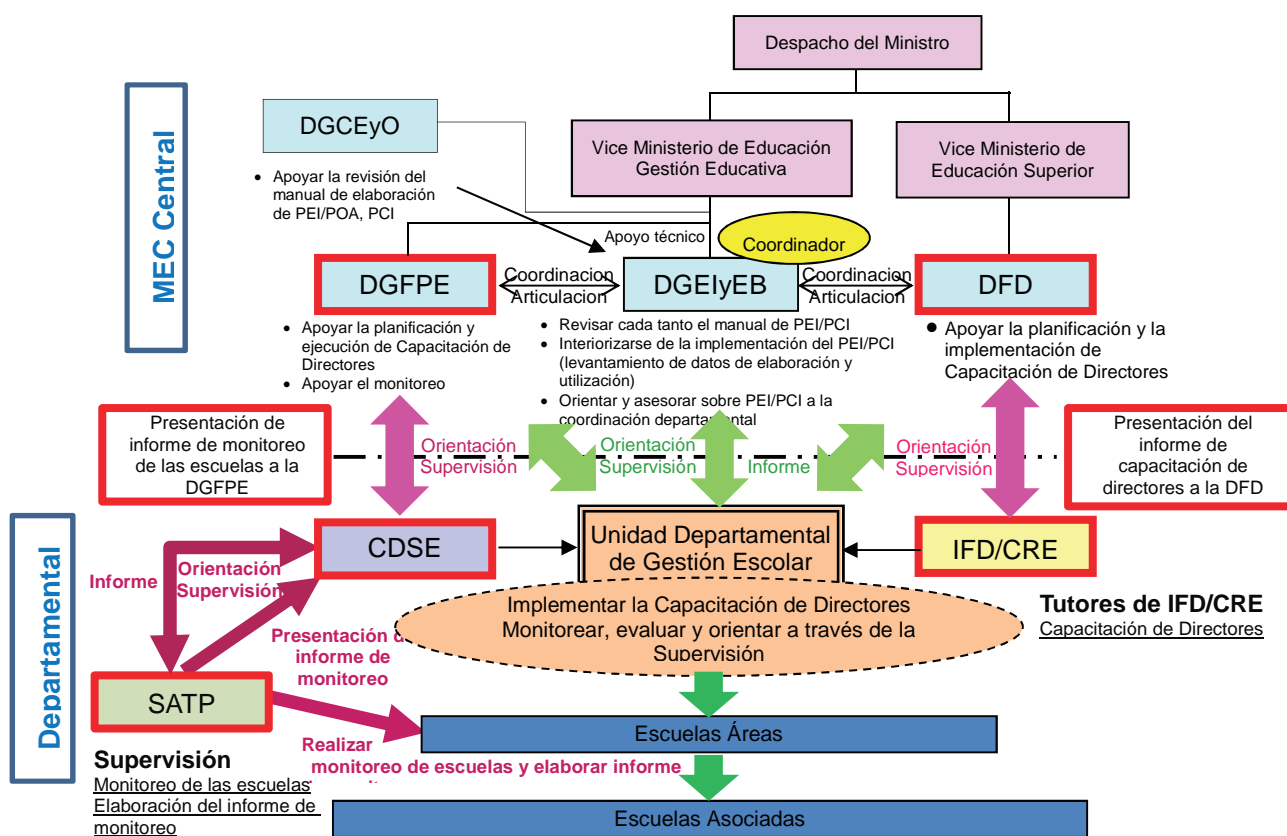 Despacho del Ministro
MEC Central
DGCEyO
Vice Ministerio de Educación
Gestión Educativa
Vice Ministerio de
Educación Superior
• Apoyar la revisión del
manual de elaboración
de PEI/POA, PCI
Apoyo técnico
Coordinador
DGFPE
Coordinacion
Articulacion
DGEIyEB
Coordinacion
Articulacion
DFD
• Apoyar la planificación y
ejecución de Capacitación de
Directores
• Apoyar el monitoreo
• Revisar cada tanto el manual de PEI/PCI
• Interiorizarse de la implementación del PEI/PCI
(levantamiento de datos de elaboración y
utilización)
• Orientar y asesorar sobre PEI/PCI a la
coordinación departamental
• Apoyar la planificación y la
implementación de
Capacitación de Directores
Presentación de
informe de monitoreo
de las escuelas a la
DGFPE
Orientación
Supervisión
Orientación
Supervisión
Informe
Orientación
Supervisión
Presentación del
informe de
capacitación de
directores a la DFD
Departamental
CDSE
Unidad Departamental
de Gestión Escolar
IFD/CRE
Informe
Orientación
Supervisión
Implementar la Capacitación de Directores
Monitorear, evaluar y orientar a través de la
Supervisión
Tutores de IFD/CRE
Capacitación de Directores
Presentación d
informe de
monitoreo
SATP
Escuelas Áreas
Realizar
monitoreo de escuelas y elaborar informe
Supervisión
Monitoreo de las escuelas
Elaboración del informe de
monitoreo
Escuelas Asociadas